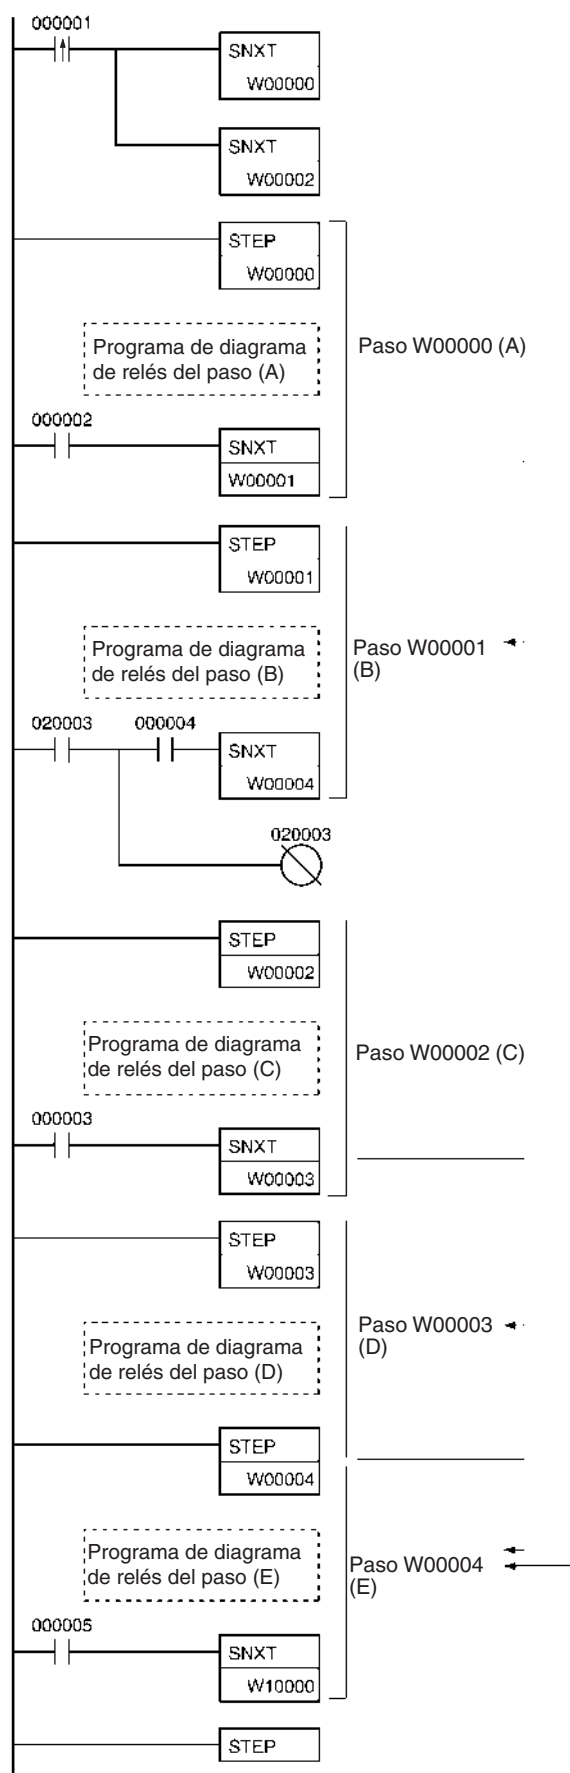 000001
SNXT
W00000
SNXT
W00002
STEP
W00000
Programa de diagrama
de relés del paso (A)
Paso W00000 (A)
000002
SNXT
W00001
STEP
W00001
Programa de diagrama
de relés del paso (B)
Paso W00001
(B)
020003
000004
SNXT
W00004
020003
STEP
W00002
Programa de diagrama
de relés del paso (C)
Paso W00002 (C)
000003
SNXT
W00003
STEP
W00003
Programa de diagrama
de relés del paso (D)
Paso W00003
(D)
STEP
W00004
Programa de diagrama
de relés del paso (E)
Paso W00004
(E)
000005
SNXT
W10000
STEP